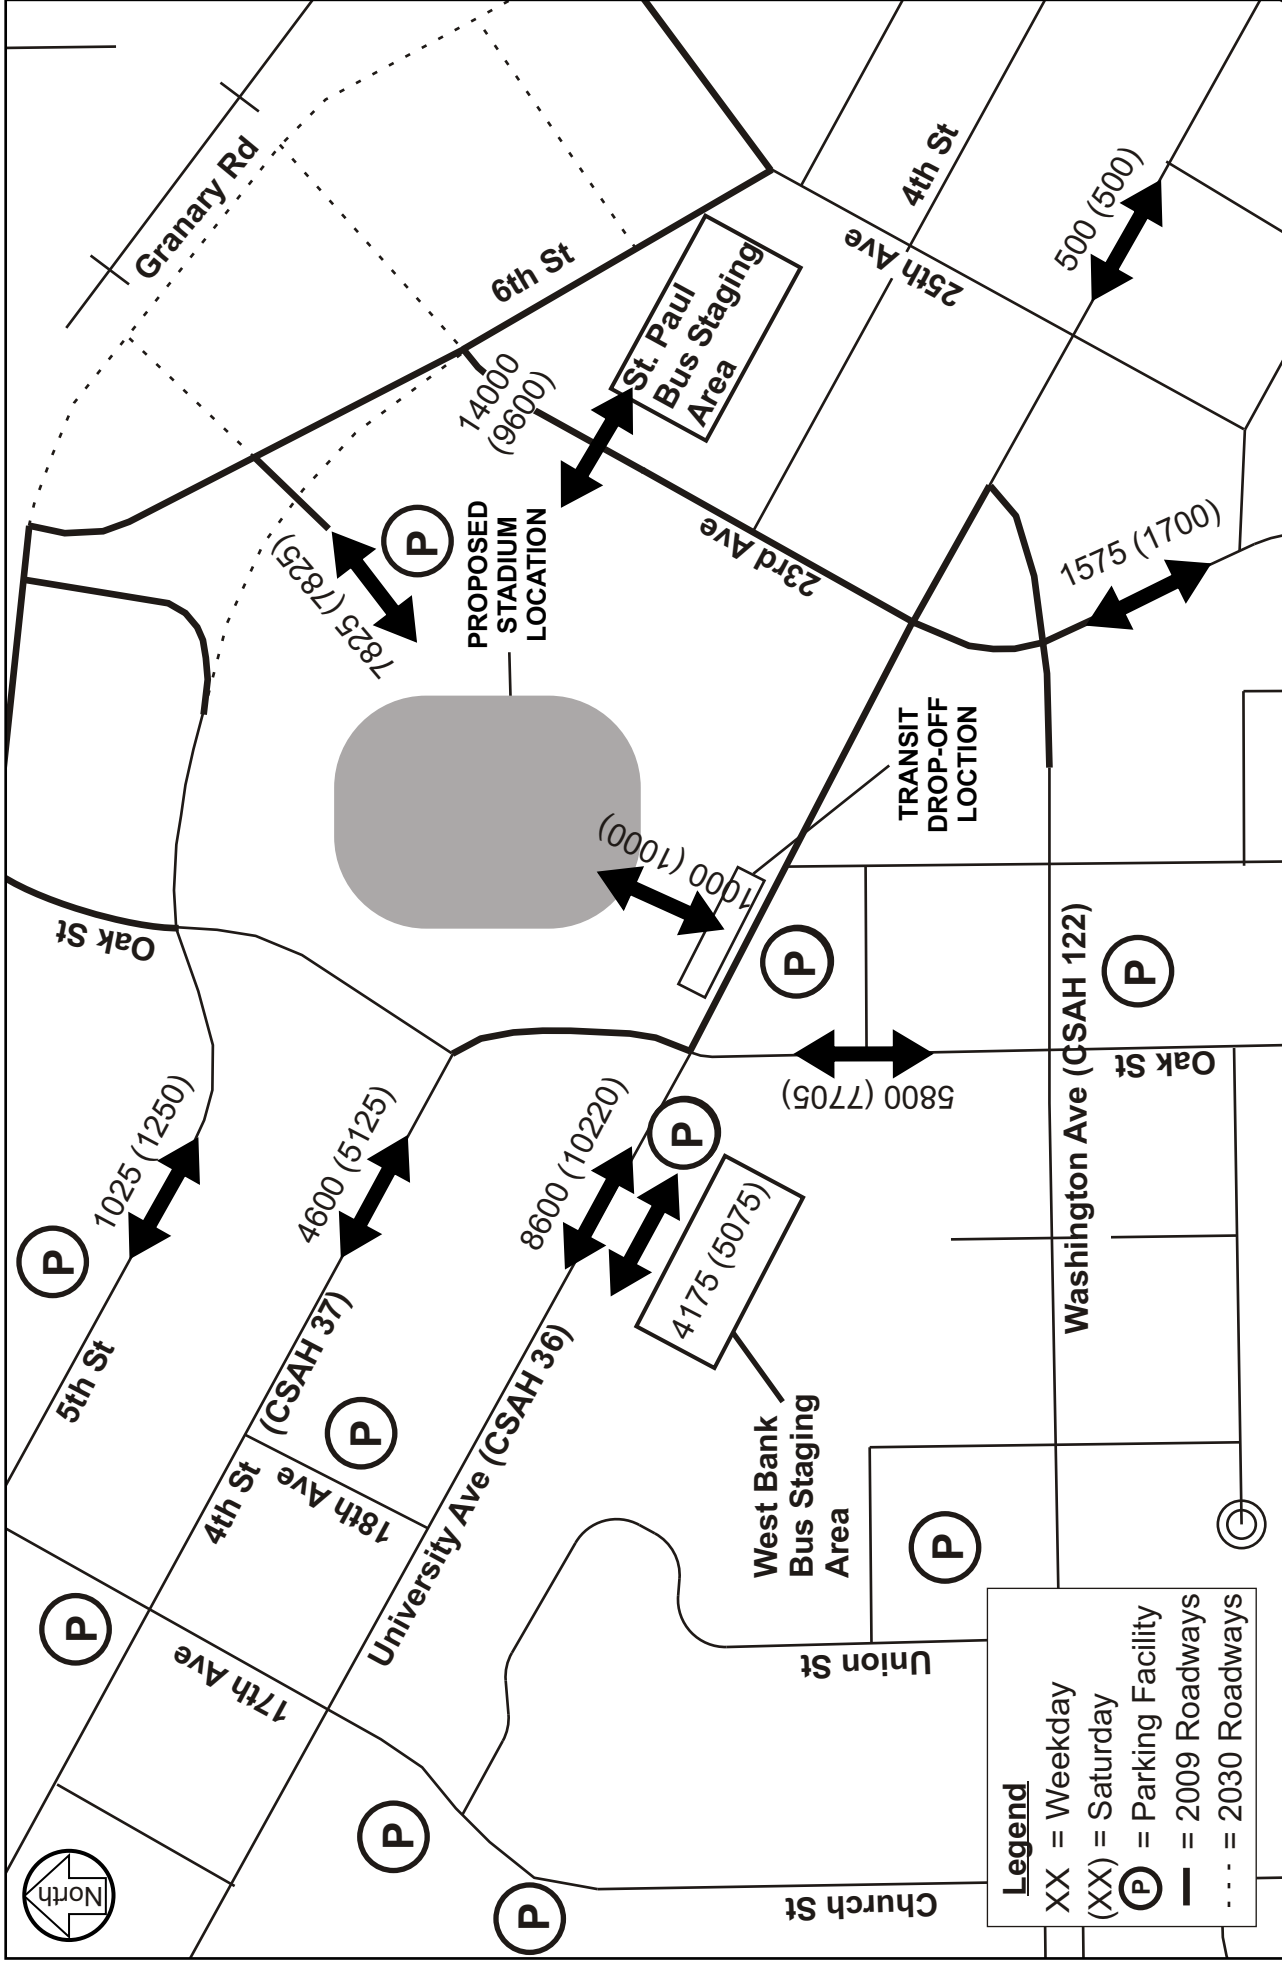 Granary Rd
6th St
14000
(9600)
St. Paul
Bus Staging
Area
4th St
25th Ave
500 (500)
7825 (7825)
P
PROPOSED
STADIUM
LOCATION
23rd Ave
1575 (1700)
TRANSIT
DROP-OFF
LOCTION
1000 (1000)
Oak St
P
Washington Ave (CSAH 122)
P
Oak St
5800 (7705)
1025 (1250)
P
5th St
4600 (5125)
(CSAH 37)
4th St
8600 (10220)
P
4175 (5075)
University Ave (CSAH 36)
18th Ave
P
West Bank
Bus Staging
Area
P
17th Ave
P
Union St
P
P
Church St
North
Legend
XX = Weekday
(XX) = Saturday
P = Parking Facility
= 2009 Roadways
- - - = 2030 Roadways